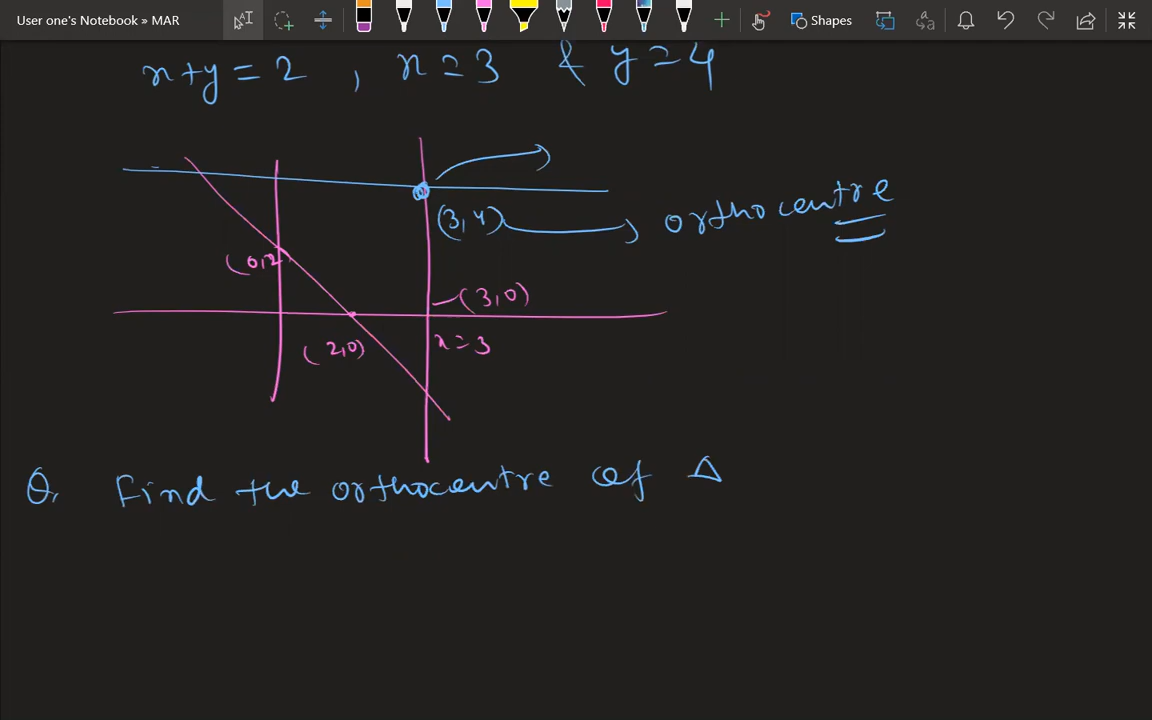 User one's Notebook » MAR
Shapes
x+y=2 , x=3 & y=4
(3,4)
orthocentre
(0,2)
(3,0)
(2,0)
x=3
Q. Find the orthocentre of Δ